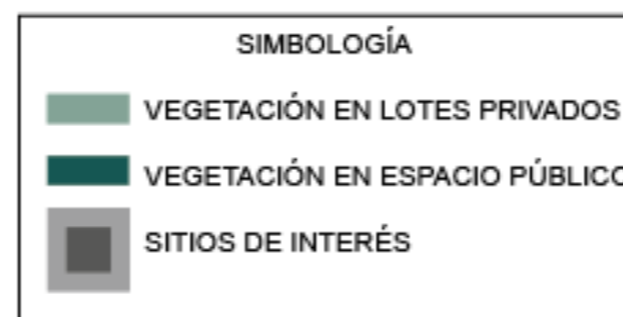 SIMBOLOGÍA
VEGETACIÓN EN LOTES PRIVADOS
VEGETACIÓN EN ESPACIO PÚBLICO
SITIOS DE INTERÉS